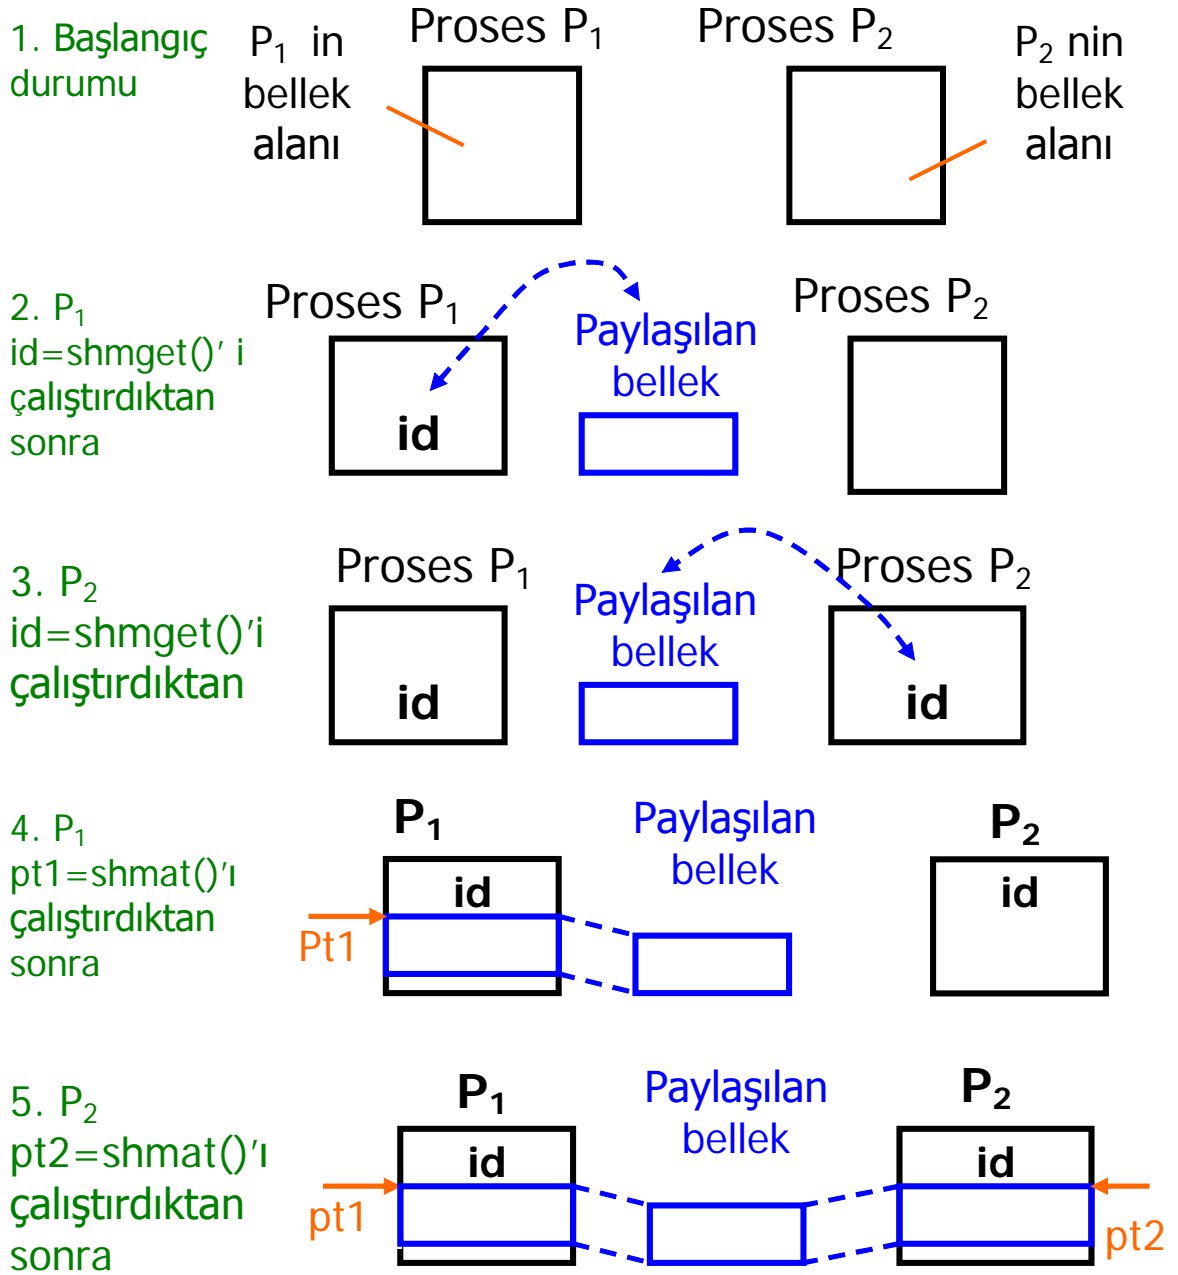 1. Başlangıç
durumu
P1 in
bellek
alanı
Proses P1
Proses P2
P2 nin
bellek
alanı
2. P1
id=shmget()' i
çalıştırdıktan
sonra
Proses P1
id
Paylaşılan
bellek
Proses P2
3. P2
id=shmget()'i
çalıştırdıktan
Proses P1
id
Paylaşılan
bellek
Proses P2
id
4. P1
pt1=shmat()'ı
çalıştırdıktan
sonra
P1
id
Pt1
Paylaşılan
bellek
P2
id
5. P2
pt2=shmat()'ı
çalıştırdıktan
sonra
P1
id
pt1
Paylaşılan
bellek
P2
id
pt2